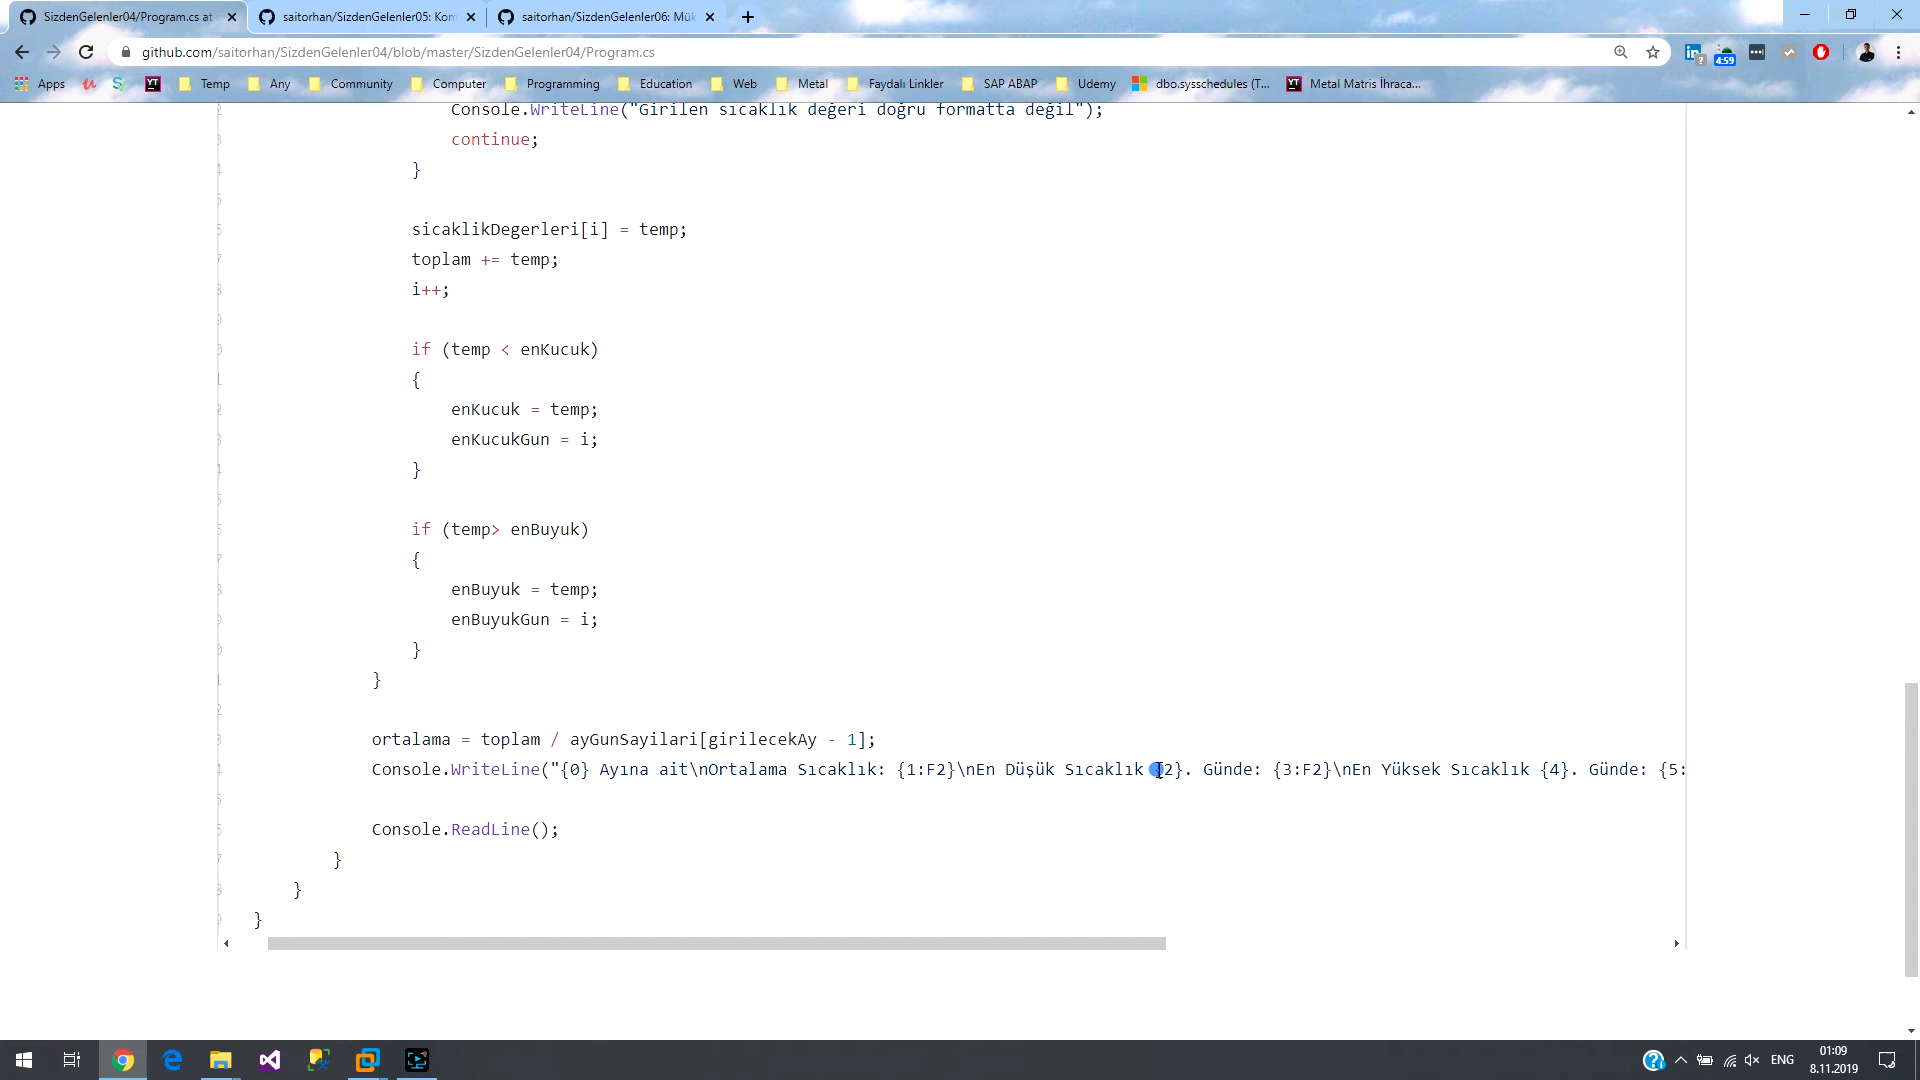 SizdenGelenler04/Program.cs at
saitorhan/SizdenGelenler05: Kom
saitorhan/SizdenGelenler06: Mük
github.com/saitorhan/SizdenGelenler04/blob/master/SizdenGelenler04/Program.cs
4:59
Apps
YT
Temp
Any
Community
Computer
Programming
Education
Web
Metal
Faydalı Linkler
SAP ABAP
Udemy
dbo.sysschedules (T...
YT
Metal Matris İhraca...
Console.WriteLine("Girilen sıcaklık değeri doğru formatta değil");
continue;
}
sicaklikDegerleri[i] = temp;
toplam += temp;
i++;
if (temp < enKucuk)
{
enKucuk = temp;
enKucukGun = i;
}
if (temp> enBuyuk)
{
enBuyuk = temp;
enBuyukGun = i;
}
}
ortalama = toplam / ayGunSayilari[girilecekAy - 1];
Console.WriteLine("{0} Ayına ait\nOrtalama Sıcaklık: {1:F2}\nEn Düşük Sıcaklık {2}. Günde: {3:F2}\nEn Yüksek Sıcaklık {4}. Günde: {5:
Console.ReadLine();
}
}
}
ENG
01:09
8.11.2019